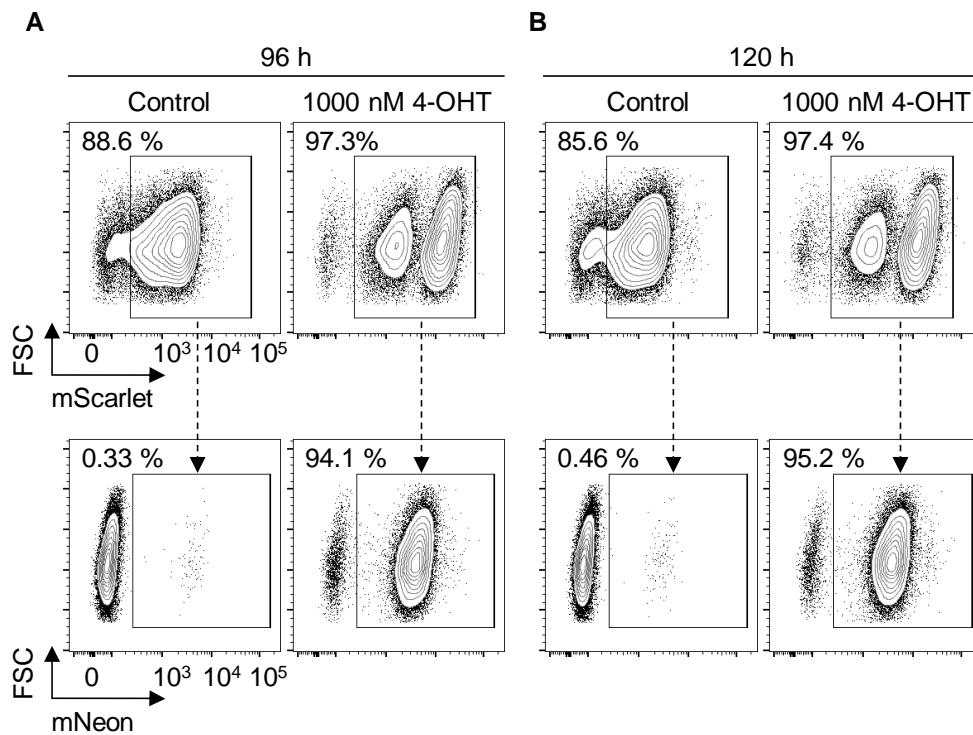 A
B
96 h
120 h
Control
1000 nM 4-OHT
Control
1000 nM 4-OHT
88.6 %
97.3%
85.6 %
97.4 %
FSC
0
10³
10⁴
10⁵
mScarlet
0.33 %
94.1 %
0.46 %
95.2 %
FSC
0
10³
10⁴
10⁵
mNeon